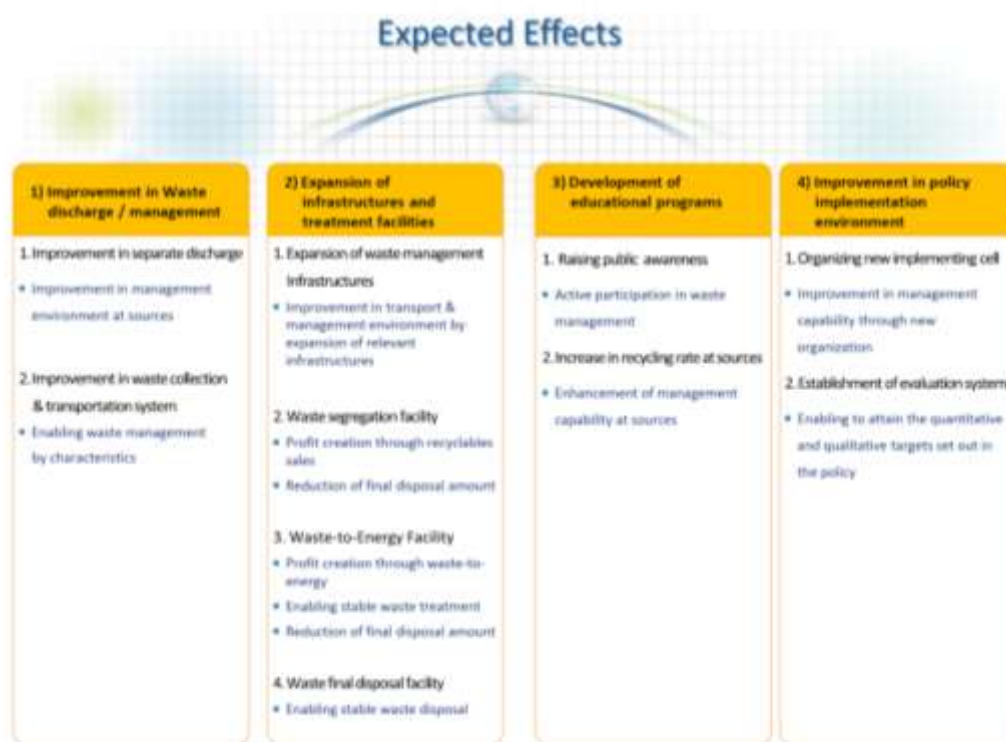 Expected Effects
1) Improvement in Waste
discharge / management
1. Improvement in separate discharge
• Improvement in management
environment at sources
2. Improvement in waste collection
& transportation system
• Enabling waste management
by characteristics
2) Expansion of
infrastructures and
treatment facilities
1. Expansion of waste management
Infrastructures
• Improvement in transport &
management environment by
expansion of relevant
infrastructures
2. Waste segregation facility
• Profit creation through recyclables
sales
• Reduction of final disposal amount
3. Waste-to-Energy Facility
• Profit creation through waste-to-
energy
• Enabling stable waste treatment
• Reduction of final disposal amount
4. Waste final disposal facility
• Enabling stable waste disposal
3) Development of
educational programs
1. Raising public awareness
• Active participation in waste
management
2. Increase in recycling rate at sources
• Enhancement of management
capability at sources
4) Improvement in policy
implementation
environment
1. Organizing new implementing cell
• Improvement in management
capability through new
organization
2. Establishment of evaluation system
• Enabling to attain the quantitative
and qualitative targets set out in
the policy